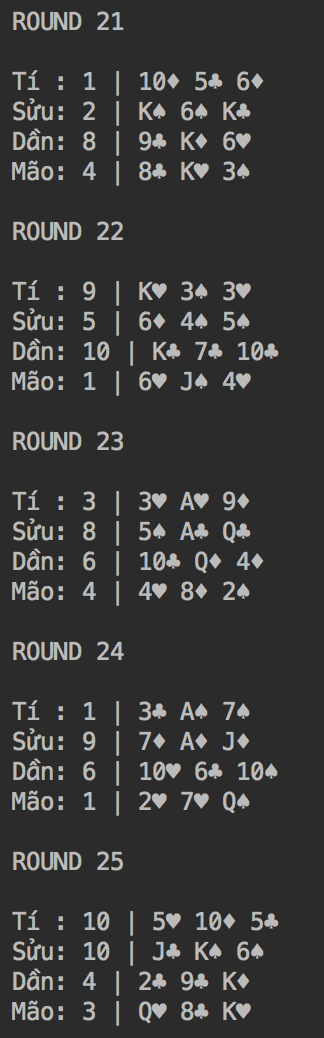 ROUND 21
Tí : 1 | 10♦ 5♣ 6♦
Sửu: 2 | K♠ 6♠ K♣
Dần: 8 | 9♣ K♦ 6♥
Mão: 4 | 8♣ K♥ 3♠
ROUND 22
Tí : 9 | K♥ 3♠ 3♥
Sửu: 5 | 6♦ 4♠ 5♠
Dần: 10 | K♣ 7♣ 10♣
Mão: 1 | 6♥ J♠ 4♥
ROUND 23
Tí : 3 | 3♥ A♥ 9♦
Sửu: 8 | 5♠ A♣ Q♣
Dần: 6 | 10♣ Q♦ 4♦
Mão: 4 | 4♥ 8♦ 2♠
ROUND 24
Tí : 1 | 3♣ A♠ 7♠
Sửu: 9 | 7♦ A♦ J♦
Dần: 6 | 10♥ 6♣ 10♠
Mão: 1 | 2♥ 7♥ Q♠
ROUND 25
Tí : 10 | 5♥ 10♦ 5♣
Sửu: 10 | J♣ K♠ 6♠
Dần: 4 | 2♣ 9♣ K♦
Mão: 3 | Q♥ 8♣ K♥